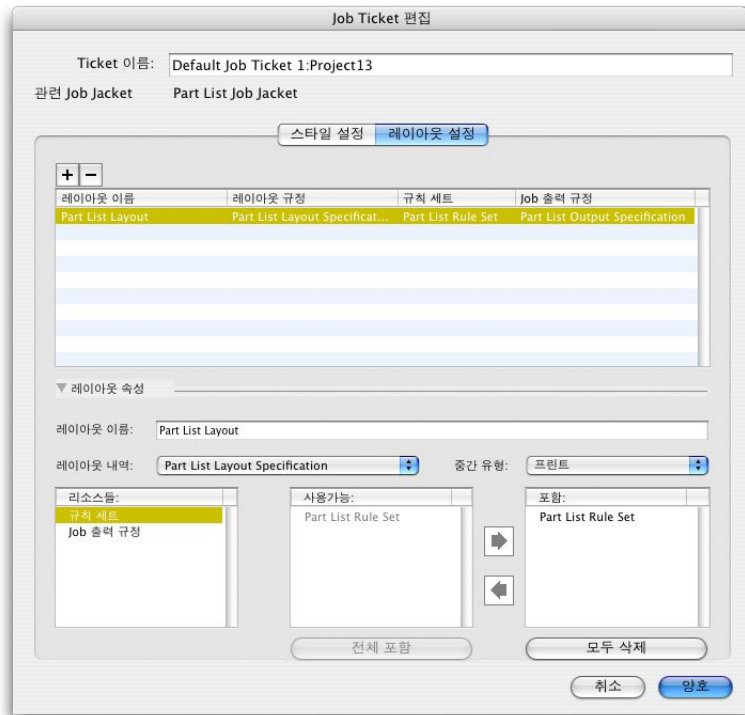 Job Ticket 편집
Ticket 이름: Default Job Ticket 1:Project13
관련 Job Jacket Part List Job Jacket
스타일 설정 레이아웃 설정
+ −
레이아웃 이름 레이아웃 규정 규칙 세트 Job 출력 규정
Part List Layout Part List Layout Specificat... Part List Rule Set Part List Output Specification
레이아웃 속성
레이아웃 이름: Part List Layout
레이아웃 내역: Part List Layout Specification 중간 유형: 프린트
리소스들: 사용가능: 포함:
규칙 세트 Part List Rule Set Part List Rule Set
Job 출력 규정
전체 포함 모두 삭제
취소 양호